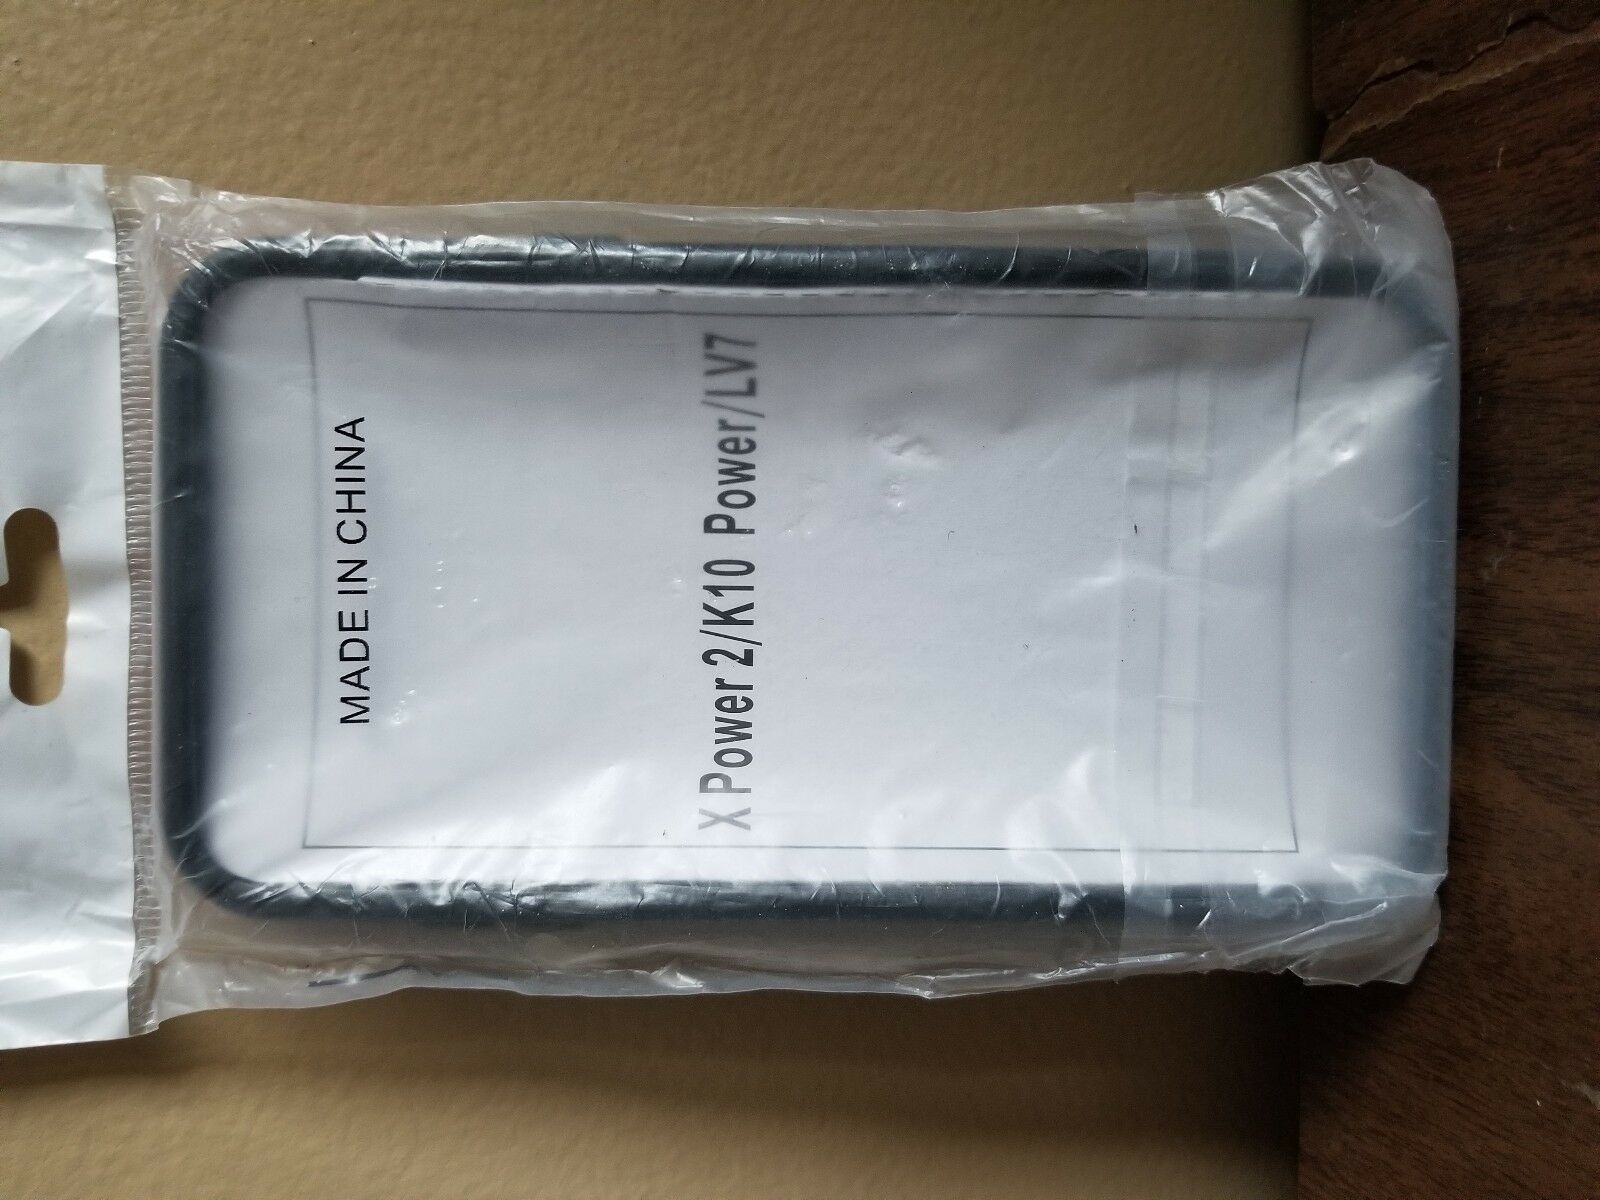 MADE IN CHINA
X Power 2/K10 Power/LV7